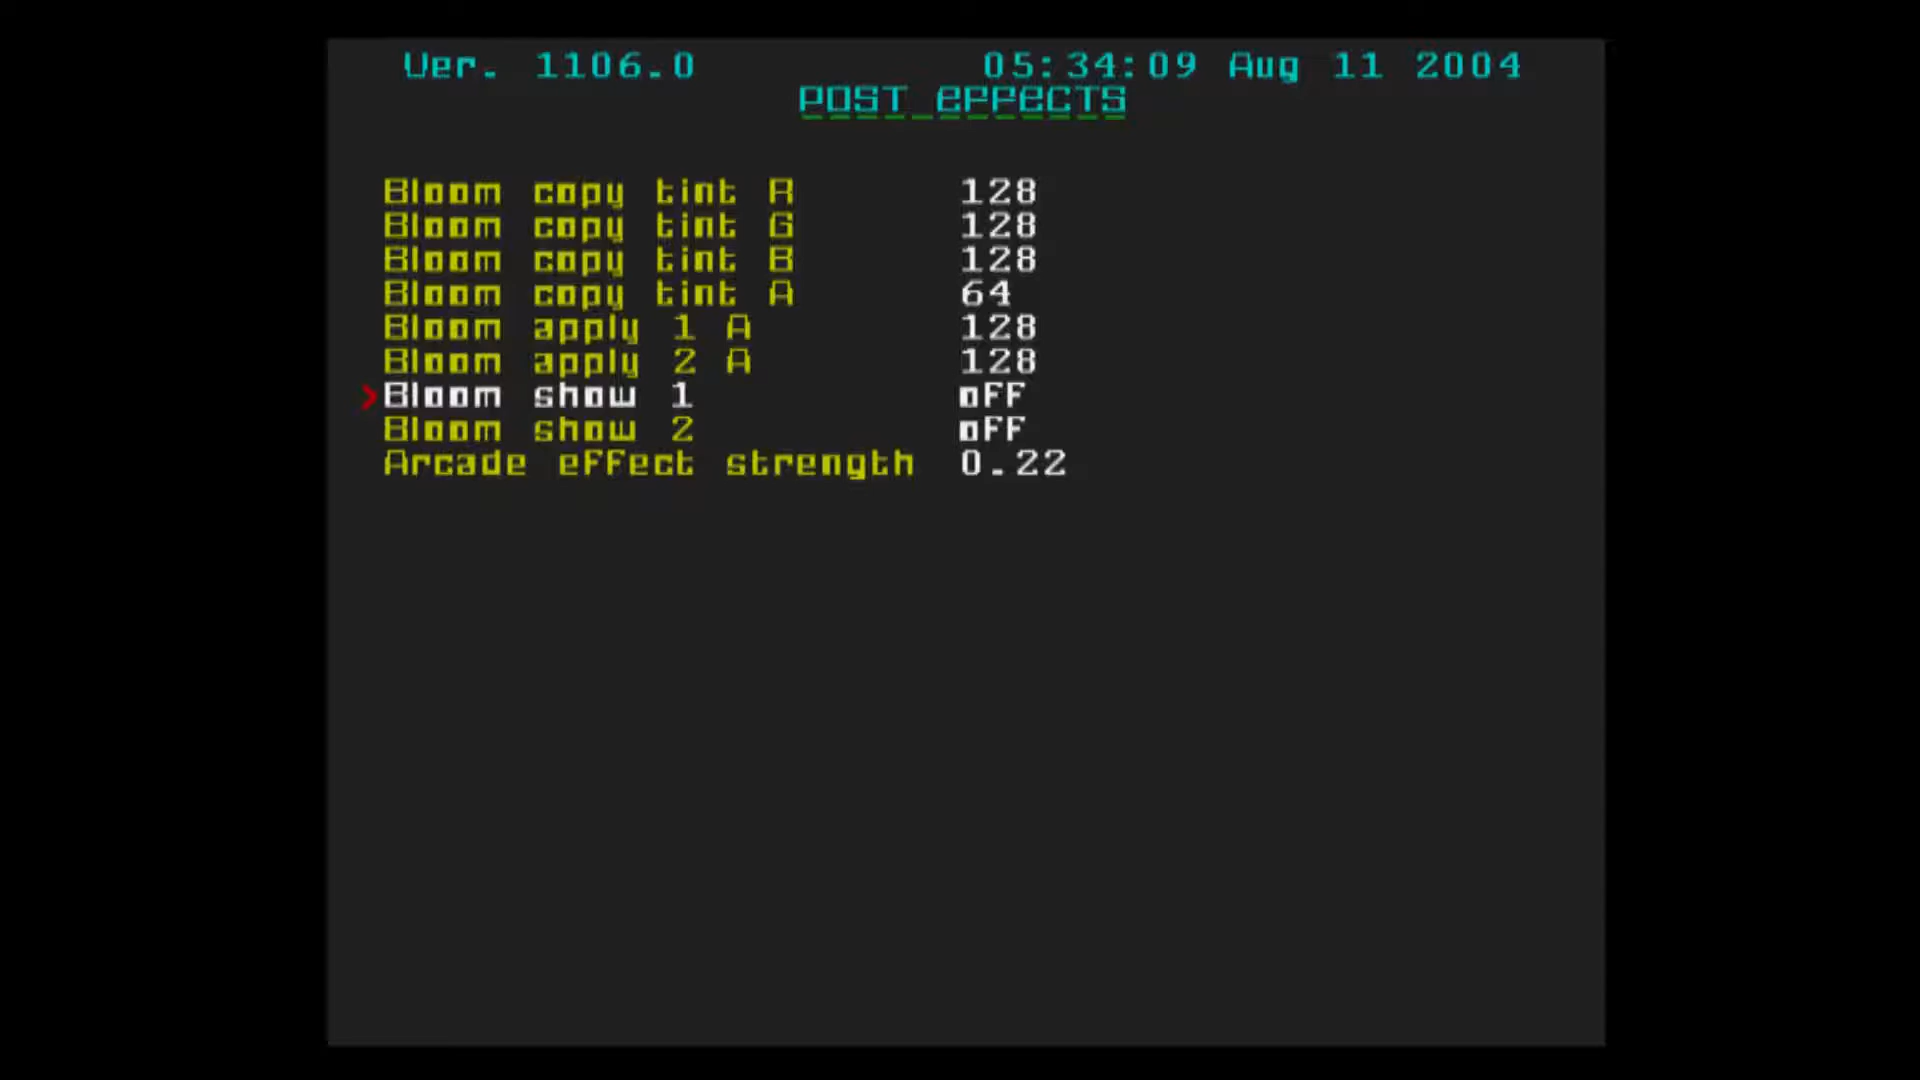 Ver. 1106.0 05:34:09 Aug 11 2004
POST_EFFECTS
Bloom copy tint R 128
Bloom copy tint G 128
Bloom copy tint B 128
Bloom copy tint A 64
Bloom apply 1 A 128
Bloom apply 2 A 128
>Bloom show 1 oFF
Bloom show 2 oFF
Arcade eFFect strength 0.22